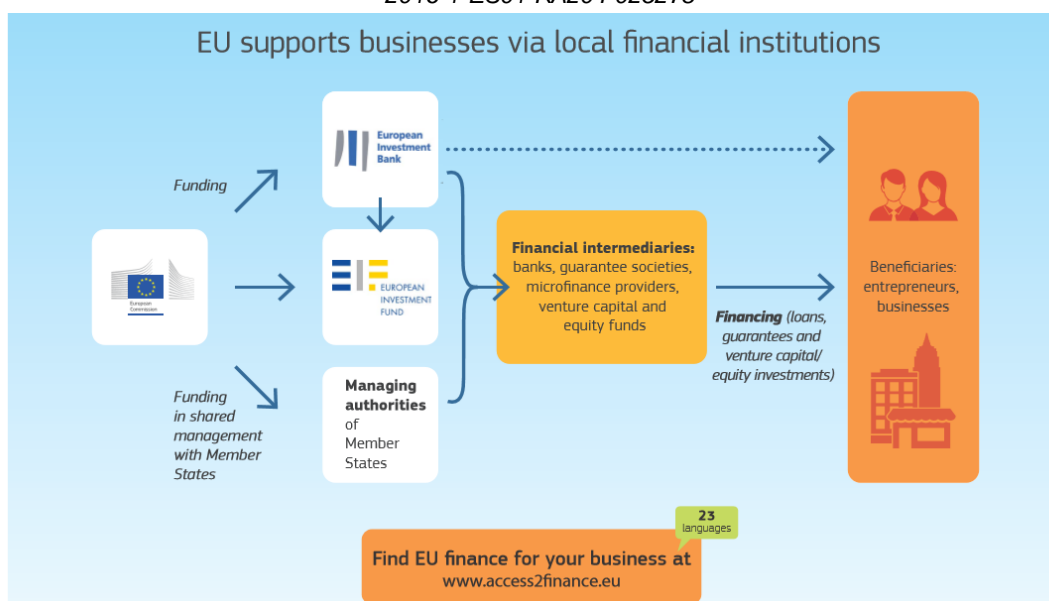 EU supports businesses via local financial institutions
European
Investment
Bank
Funding
European
Commission
EIF EUROPEAN
INVESTMENT
FUND
Financial intermediaries:
banks, guarantee societies,
microfinance providers,
venture capital and
equity funds
Financing (loans,
guarantees and
venture capital/
equity investments)
Beneficiaries:
entrepreneurs,
businesses
Funding
in shared
management
with Member
States
Managing
authorities
of
Member
States
23
languages
Find EU finance for your business at
www.access2finance.eu